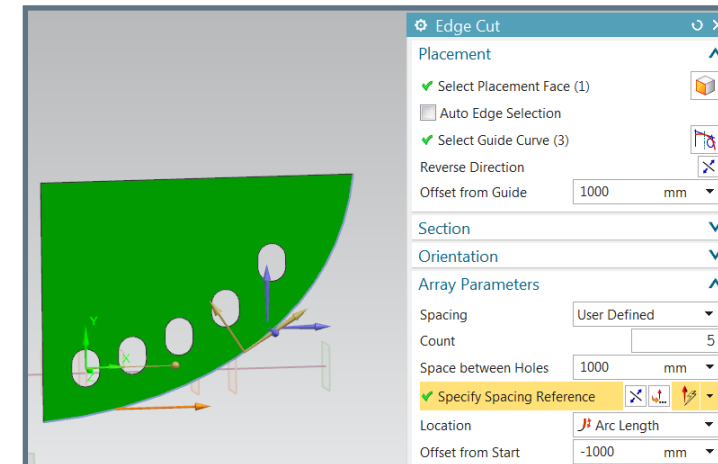 Edge Cut
Placement
Select Placement Face (1)
Auto Edge Selection
Select Guide Curve (3)
Reverse Direction
Offset from Guide 1000 mm
Section
Orientation
Array Parameters
Spacing User Defined
Count 5
Space between Holes 1000 mm
Specify Spacing Reference
Location Arc Length
Offset from Start -1000 mm
Y
X
Z